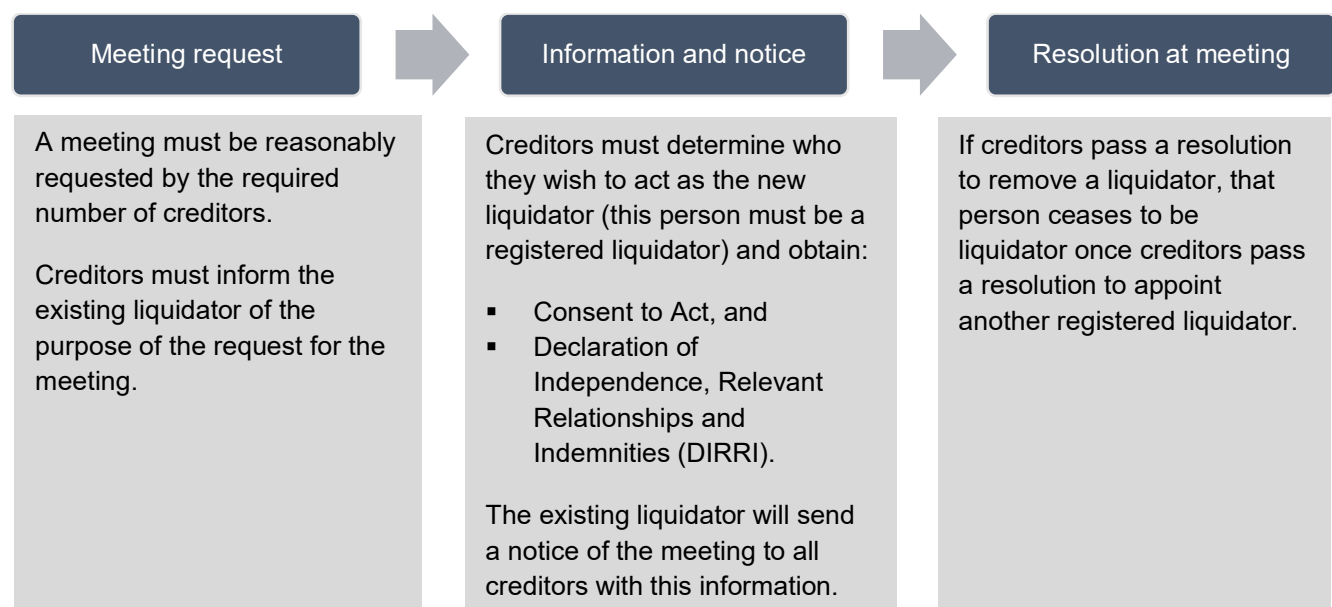 Meeting request
Information and notice
Resolution at meeting
A meeting must be reasonably
requested by the required
number of creditors.
Creditors must inform the
existing liquidator of the
purpose of the request for the
meeting.
Creditors must determine who
they wish to act as the new
liquidator (this person must be a
registered liquidator) and obtain:
▪ Consent to Act, and
▪ Declaration of
Independence, Relevant
Relationships and
Indemnities (DIRRI).
The existing liquidator will send
a notice of the meeting to all
creditors with this information.
If creditors pass a resolution
to remove a liquidator, that
person ceases to be
liquidator once creditors pass
a resolution to appoint
another registered liquidator.